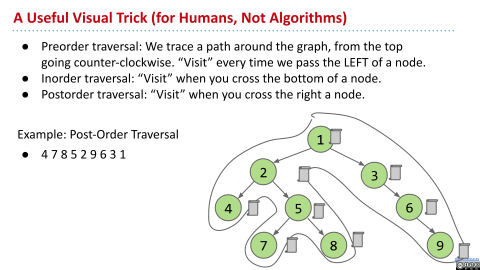 A Useful Visual Trick (for Humans, Not Algorithms)
● Preorder traversal: We trace a path around the graph, from the top
going counter-clockwise. “Visit” every time we pass the LEFT of a node.
● Inorder traversal: “Visit” when you cross the bottom of a node.
● Postorder traversal: “Visit” when you cross the right a node.
Example: Post-Order Traversal
● 4 7 8 5 2 9 6 3 1
1
2
3
4
5
6
7
8
9